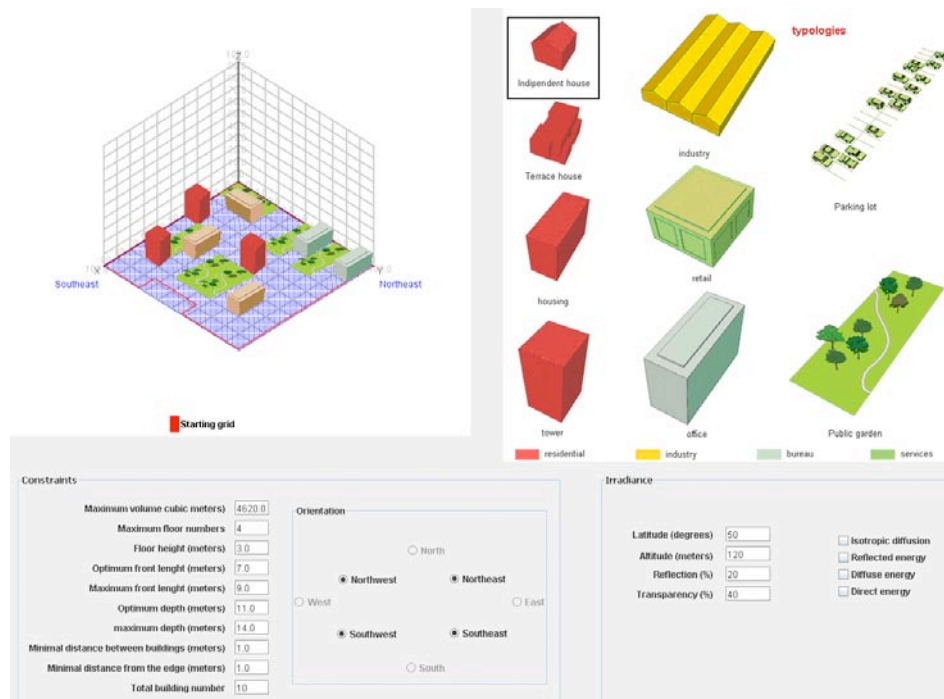 Z
X
Y
Southeast
Northeast
Starting grid
typologies
Indipendent house
Terrace house
housing
tower
industry
retail
office
Parking lot
Public garden
residential
industry
bureau
services
Constraints
Maximum volume cubic meters) 4620.0
Maximum floor numbers 4
Floor height (meters) 3.0
Optimum front lenght (meters) 7.0
Maximum front lenght (meters) 9.0
Optimum depth (meters) 11.0
maximum depth (meters) 14.0
Minimal distance between buildings (meters) 1.0
Minimal distance from the edge (meters) 1.0
Total building number 10
Orientation
North
Northwest
Northeast
West
East
Southwest
Southeast
South
Irradiance
Latitude (degrees) 50
Altitude (meters) 120
Reflection (%) 20
Transparency (%) 40
Isotropic diffusion
Reflected energy
Diffuse energy
Direct energy